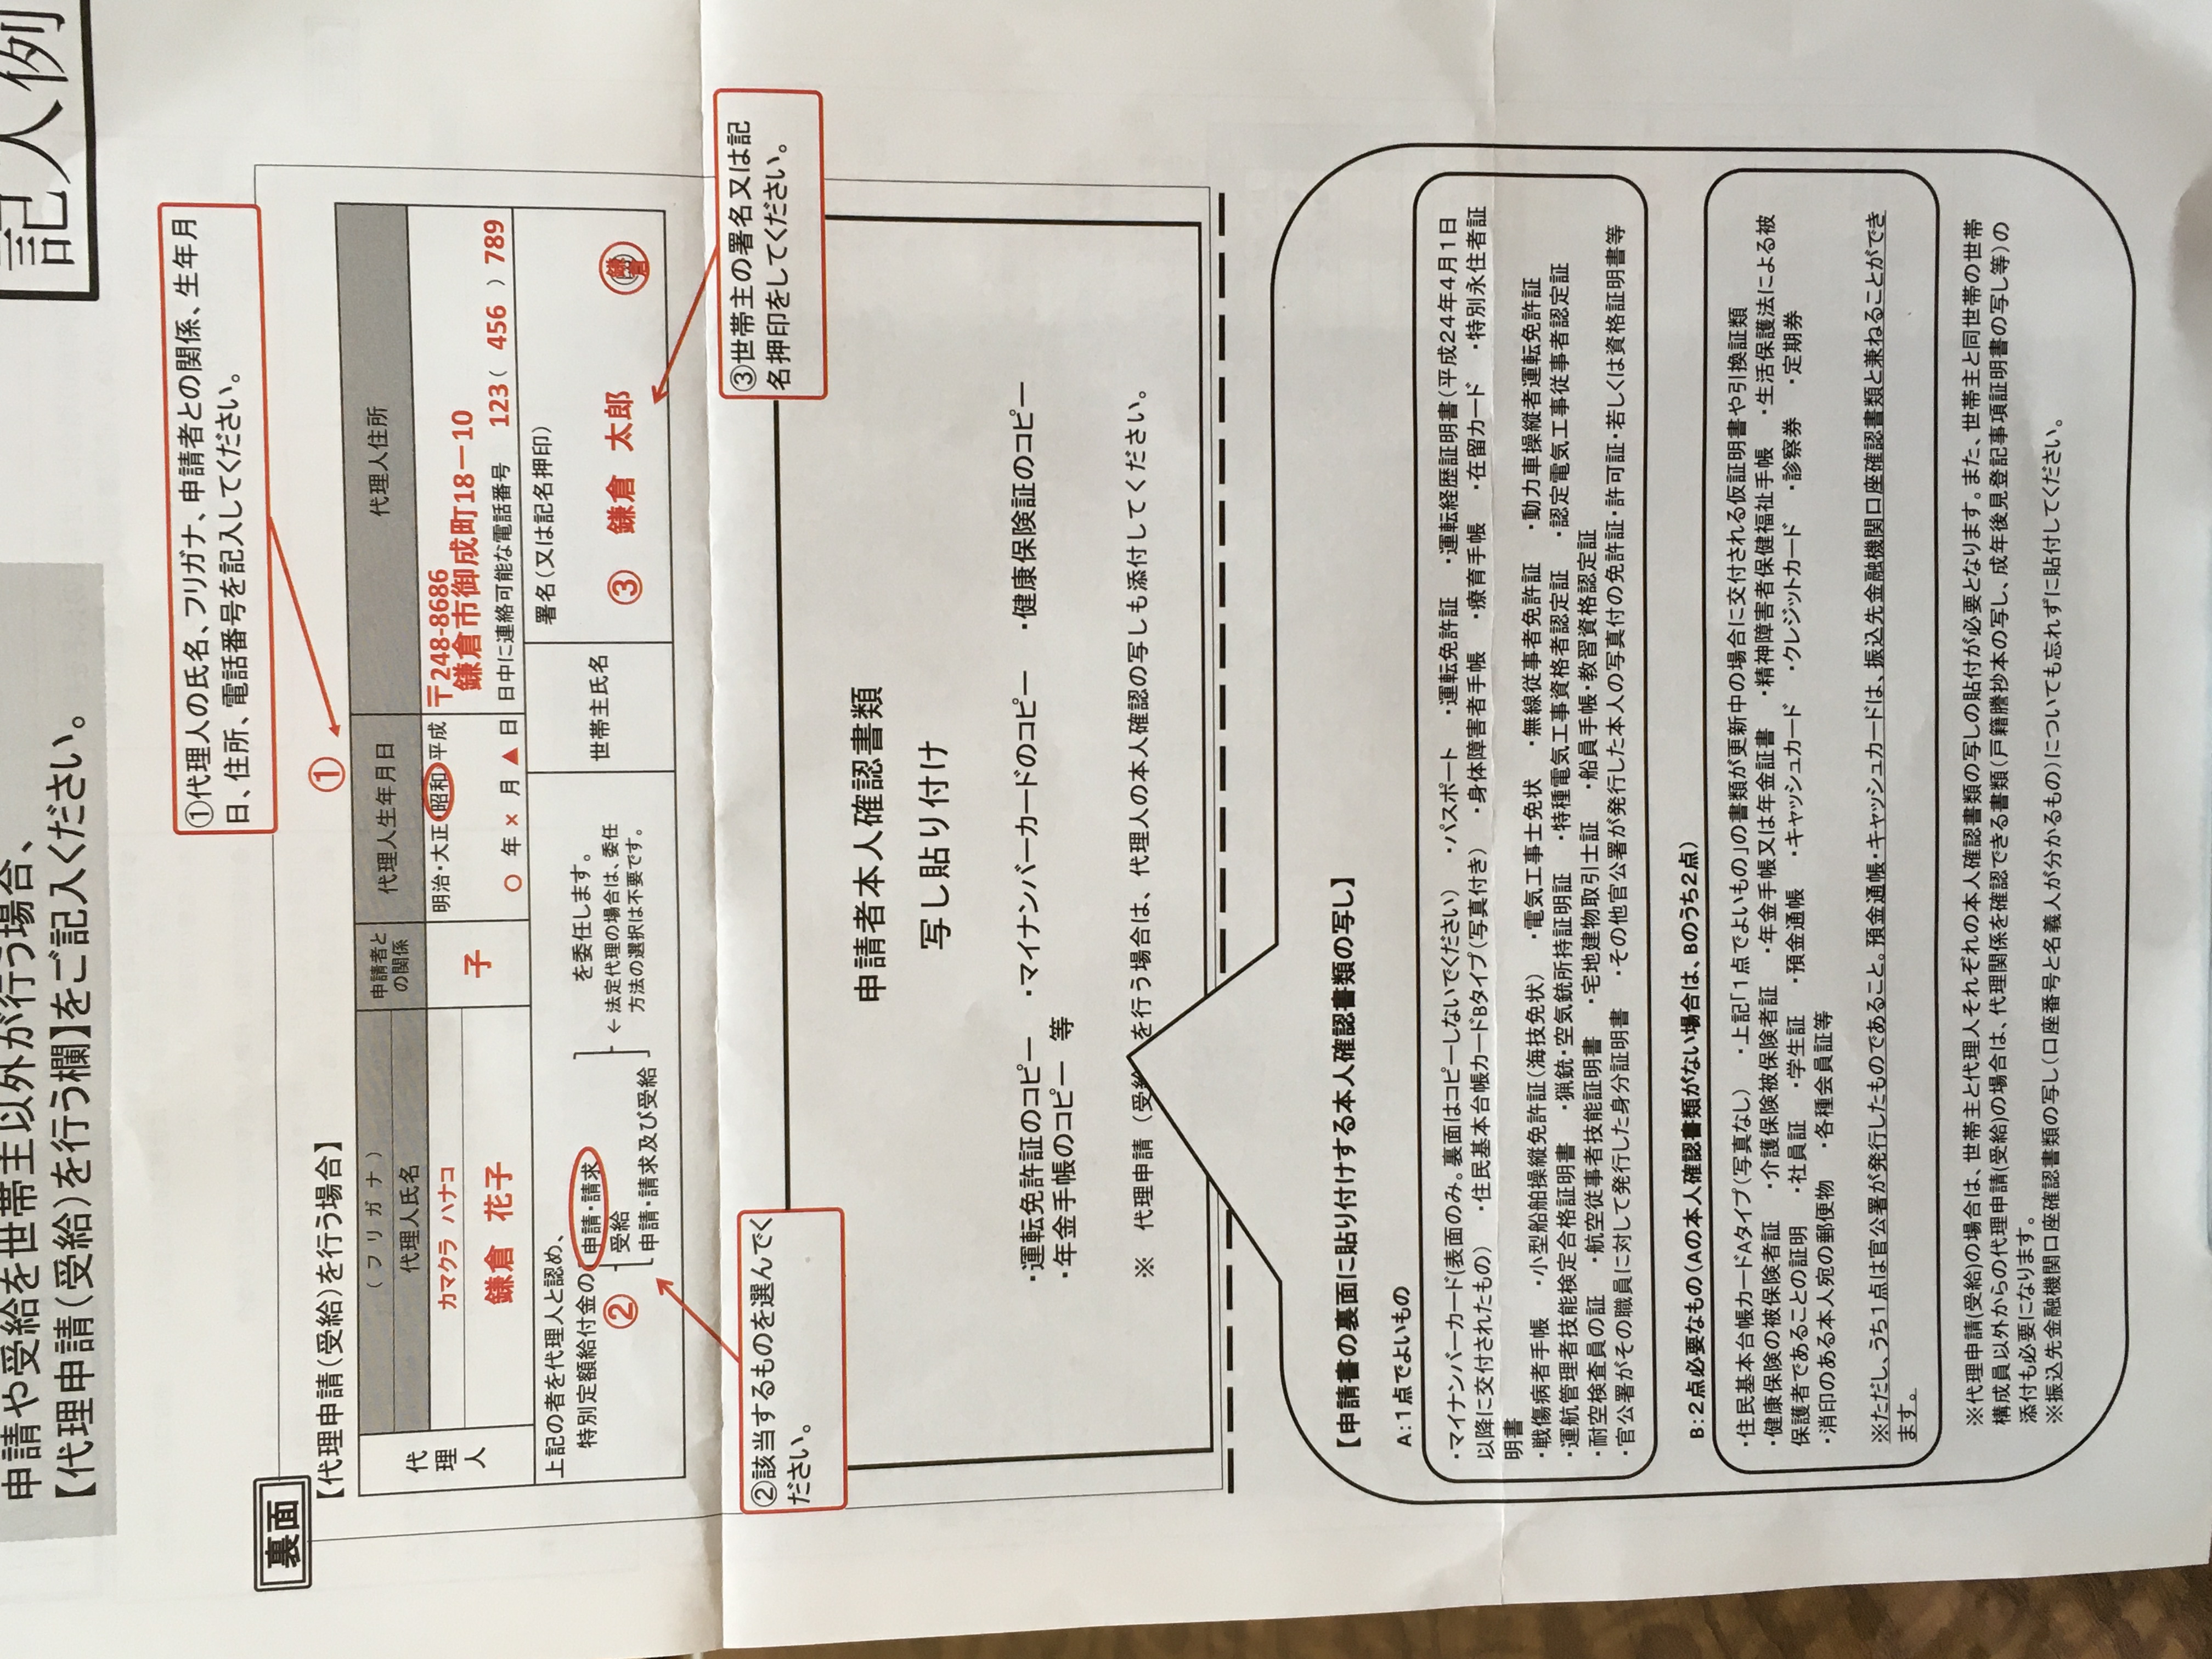 記入例
申請や受給を世帯主以外が行う場合、
【代理申請(受給)を行う欄】をご記入ください。
裏面
①代理人の氏名、フリガナ、申請者との関係、生年月
日、住所、電話番号を記入してください。
【代理申請(受給)を行う場合】
①
代理人
(フリガナ)
代理人氏名
申請者と
の関係
代理人生年月日
代理人住所
カマクラ ハナコ
鎌倉 花子
子
明治・大正・昭和・平成
○ 年 × 月 ▲ 日
〒248-8686
鎌倉市御成町18－10
日中に連絡可能な電話番号 123( 456 )789
上記の者を代理人と認め、
特別定額給付金の
②
申請・請求
受給
申請・請求及び受給
を委任します。
←法定代理の場合は、委任
方法の選択は不要です。
世帯主氏名
署名(又は記名押印)
③ 鎌倉 太郎
鎌倉
②該当するものを選んでく
ださい。
③世帯主の署名又は記
名押印をしてください。
申請者本人確認書類
写し貼り付け
・運転免許証のコピー ・マイナンバーカードのコピー ・健康保険証のコピー
・年金手帳のコピー 等
※ 代理申請(受給 を行う場合は、代理人の本人確認の写しも添付してください。
【申請書の裏面に貼り付けする本人確認書類の写し】
A:1点でよいもの
・マイナンバーカード(表面のみ。裏面はコピーしないでください) ・パスポート ・運転免許証 ・運転経歴証明書(平成24年4月1日
以降に交付されたもの) ・住民基本台帳カードBタイプ(写真付き) ・身体障害者手帳 ・療育手帳 ・在留カード ・特別永住者証
明書
・戦傷病者手帳 ・小型船舶操縦免許証(海技免状) ・電気工事士免状 ・無線従事者免許証 ・動力車操縦者運転免許証
・運航管理者技能検定合格証明書 ・猟銃・空気銃所持証明証 ・特種電気工事資格者認定証 ・認定電気工事従事者認定証
・耐空検査員の証 ・航空従事者技能証明書 ・宅地建物取引士証 ・船員手帳・教習資格認定証
・官公署がその職員に対して発行した身分証明書 ・その他官公署が発行した本人の写真付の免許証・許可証・若しくは資格証明書等
B:2点必要なもの(Aの本人確認書類がない場合は、Bのうち2点)
・住民基本台帳カードAタイプ(写真なし) ・上記「1点でよいもの」の書類が更新中の場合に交付される仮証明書や引換証類
・健康保険の被保険者証 ・介護保険被保険者証 ・年金手帳又は年金証書 ・精神障害者保健福祉手帳 ・生活保護法による被
保護者であることの証明 ・社員証 ・学生証 ・預金通帳 ・キャッシュカード ・クレジットカード ・診察券 ・定期券
・消印のある本人宛の郵便物 ・各種会員証等
※ただし、うち1点は官公署が発行したものであること。預金通帳・キャッシュカードは、振込先金融機関口座確認書類と兼ねることができ
ます。
※代理申請(受給)の場合は、世帯主と代理人それぞれの本人確認書類の写しの貼付が必要となります。また、世帯主と同世帯の世帯
構成員以外からの代理申請(受給)の場合は、代理関係を確認できる書類(戸籍謄抄本の写し、成年後見登記事項証明書の写し等)の
添付も必要になります。
※振込先金融機関口座確認書類の写し(口座番号と名義人が分かるもの)についても忘れずに貼付してください。